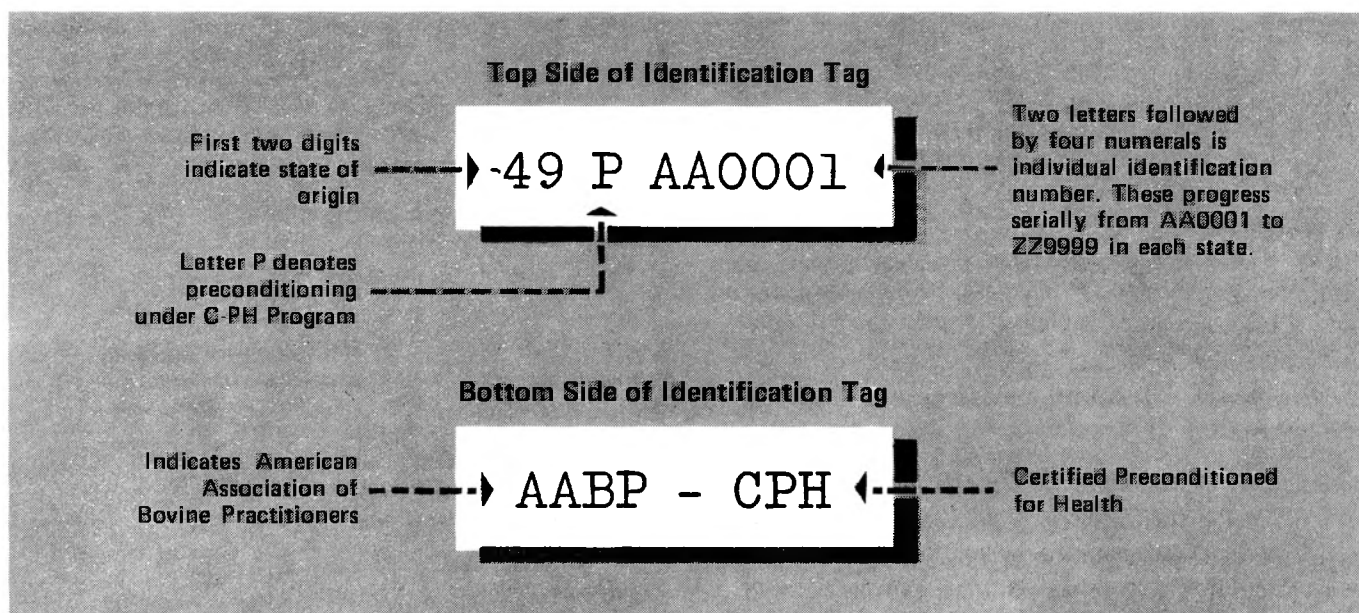 Top Side of Identification Tag
First two digits
indicate state of
origin
-49 P AA0001
Two letters followed
by four numerals is
individual identification
number. These progress
serially from AA0001 to
ZZ9999 in each state.
Letter P denotes
preconditioning
under C-PH Program
Bottom Side of Identification Tag
Indicates American
Association of
Bovine Practitioners
AABP - CPH
Certified Preconditioned
for Health